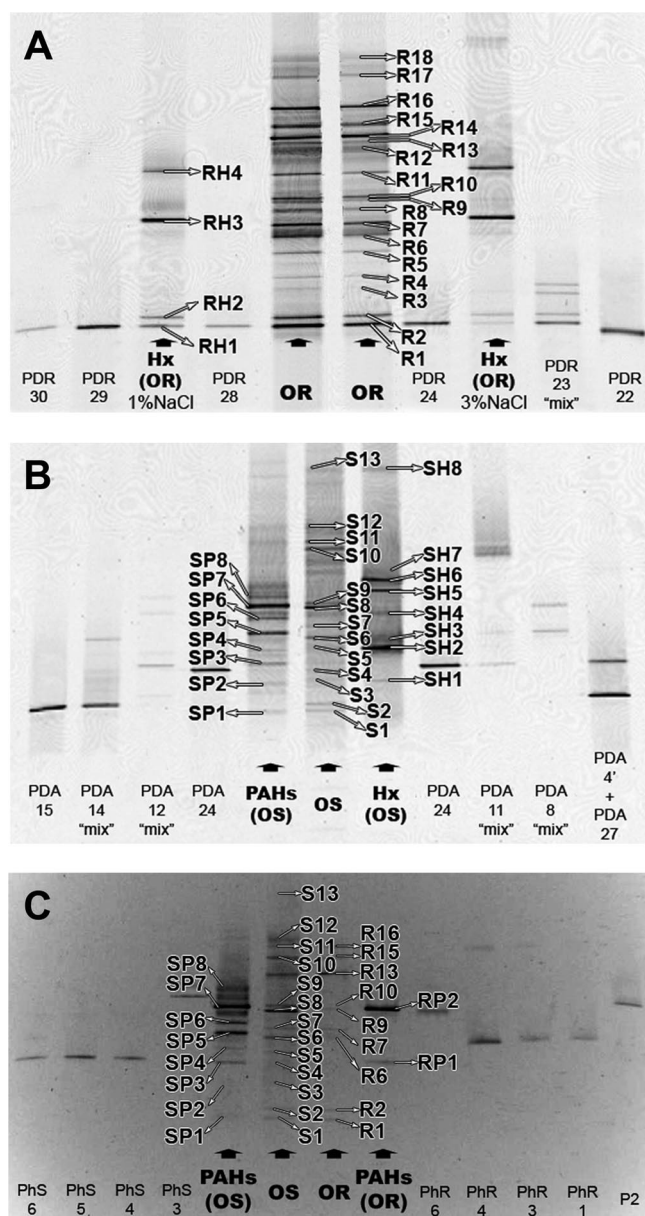 A
R18
R17
R16
R15
R14
R13
R12
R11
R10
R9
R8
R7
R6
R5
R4
R3
R2
R1
RH4
RH3
RH2
RH1
PDR
30
PDR
29
Hx
(OR)
1%NaCl
PDR
28
OR
OR
PDR
24
Hx
(OR)
3%NaCl
PDR
23
“mix”
PDR
22
B
S13
SH8
S12
S11
S10
SP8
SP7
SP6
SP5
SP4
SP3
SP2
SP1
S9
S8
S7
S6
S5
S4
S3
S2
S1
SH7
SH6
SH5
SH4
SH3
SH2
SH1
PDA
15
PDA
14
“mix”
PDA
12
“mix”
PDA
24
PAHs
(OS)
OS
Hx
(OS)
PDA
24
PDA
11
“mix”
PDA
8
“mix”
PDA
4’
+
PDA
27
C
S13
S12
S11
S10
S9
S8
S7
S6
S5
S4
S3
S2
S1
R16
R15
R13
R10
R9
R7
R6
R2
R1
SP8
SP7
SP6
SP5
SP4
SP3
SP2
SP1
RP2
RP1
PhS
6
PhS
5
PhS
4
PhS
3
PAHs
(OS)
OS
OR
PAHs
(OR)
PhR
6
PhR
4
PhR
3
PhR
1
P2